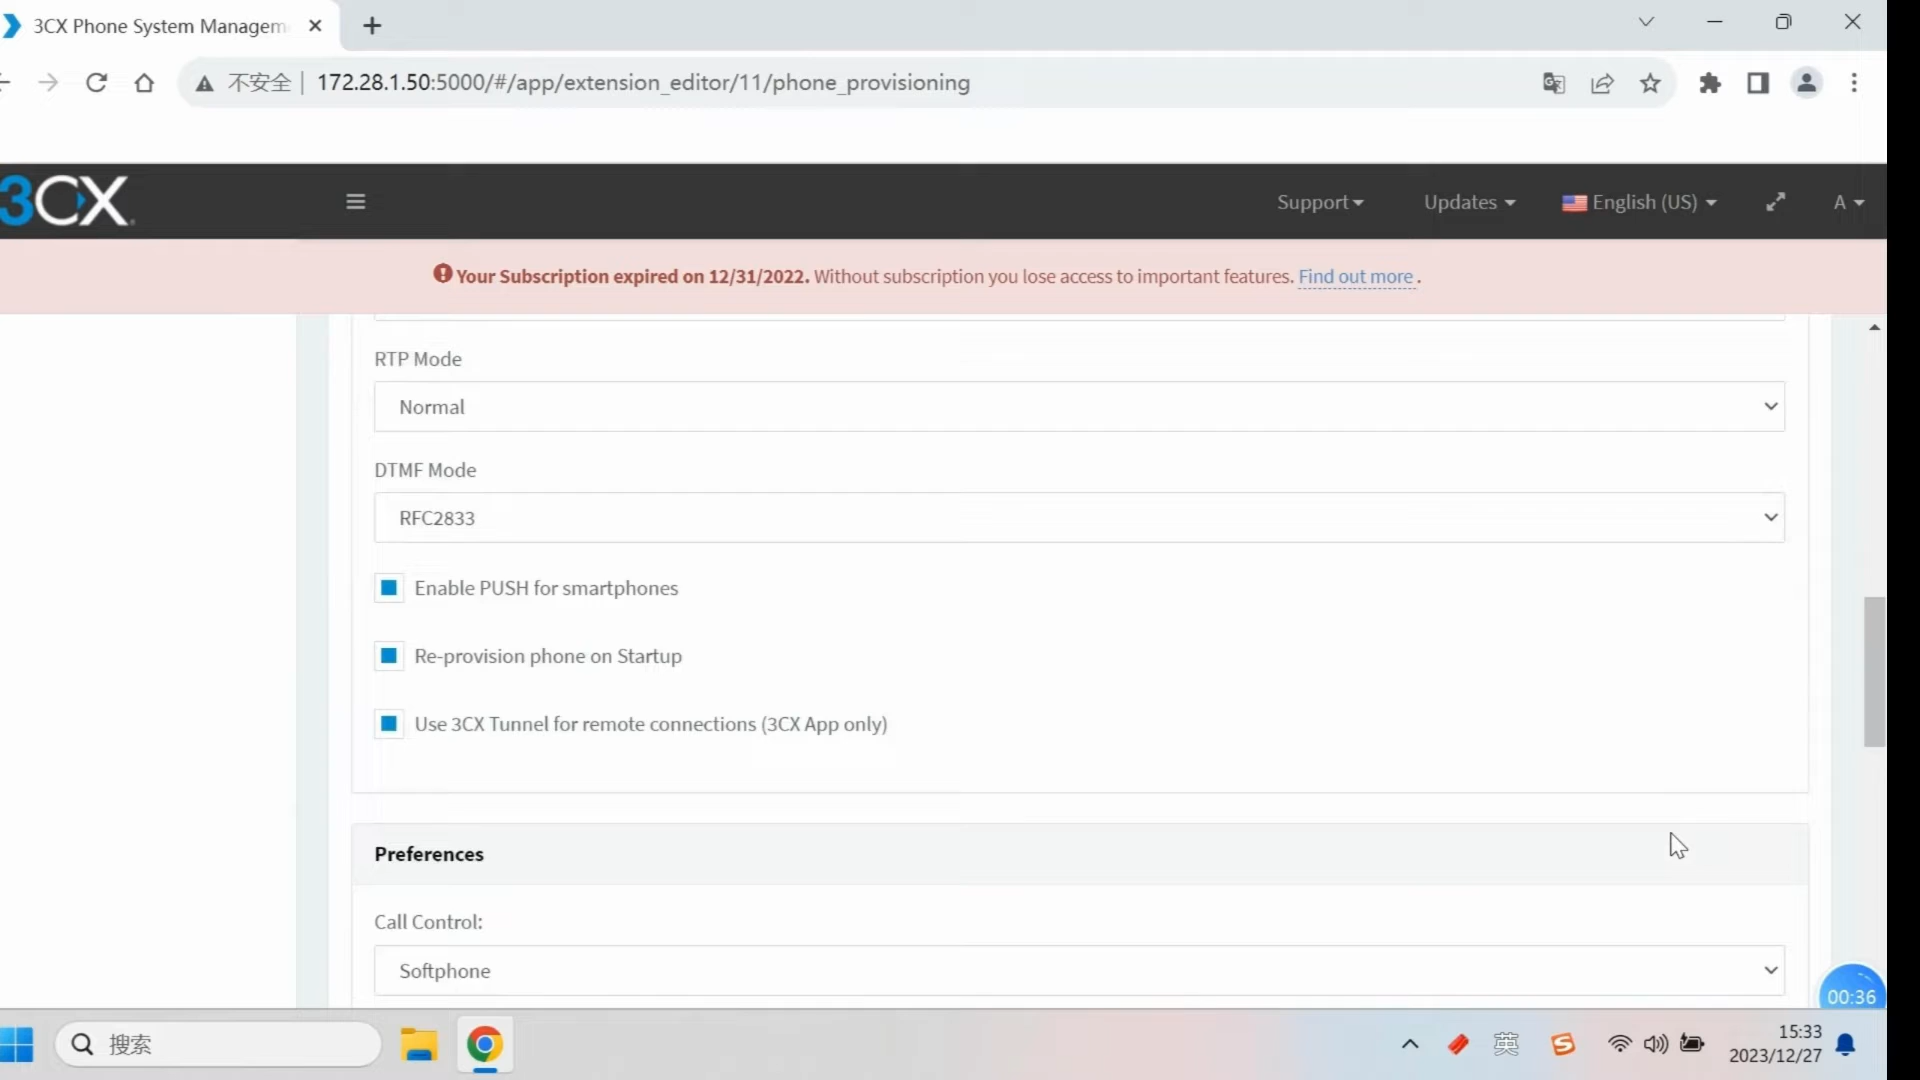 3CX Phone System Managem
不安全
172.28.1.50:5000/#/app/extension_editor/11/phone_provisioning
3CX
Support
Updates
English (US)
A
Your Subscription expired on 12/31/2022. Without subscription you lose access to important features. Find out more.
RTP Mode
Normal
DTMF Mode
RFC2833
Enable PUSH for smartphones
Re-provision phone on Startup
Use 3CX Tunnel for remote connections (3CX App only)
Preferences
Call Control:
Softphone
00:36
搜索
英
15:33
2023/12/27